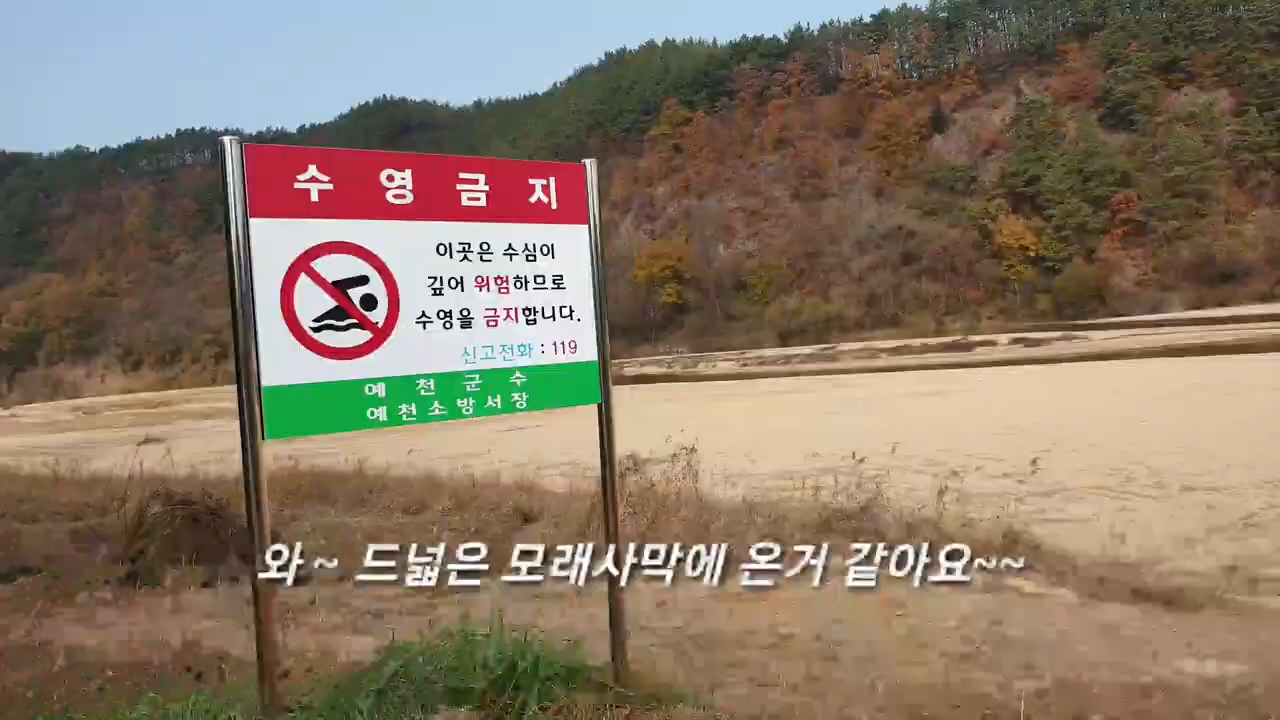 수영금지
이곳은 수심이
깊어 위험하므로
수영을 금지합니다.
신고전화 : 119
예천군수
예천소방서장
와~ 드넓은 모래사막에 온거 같아요~~